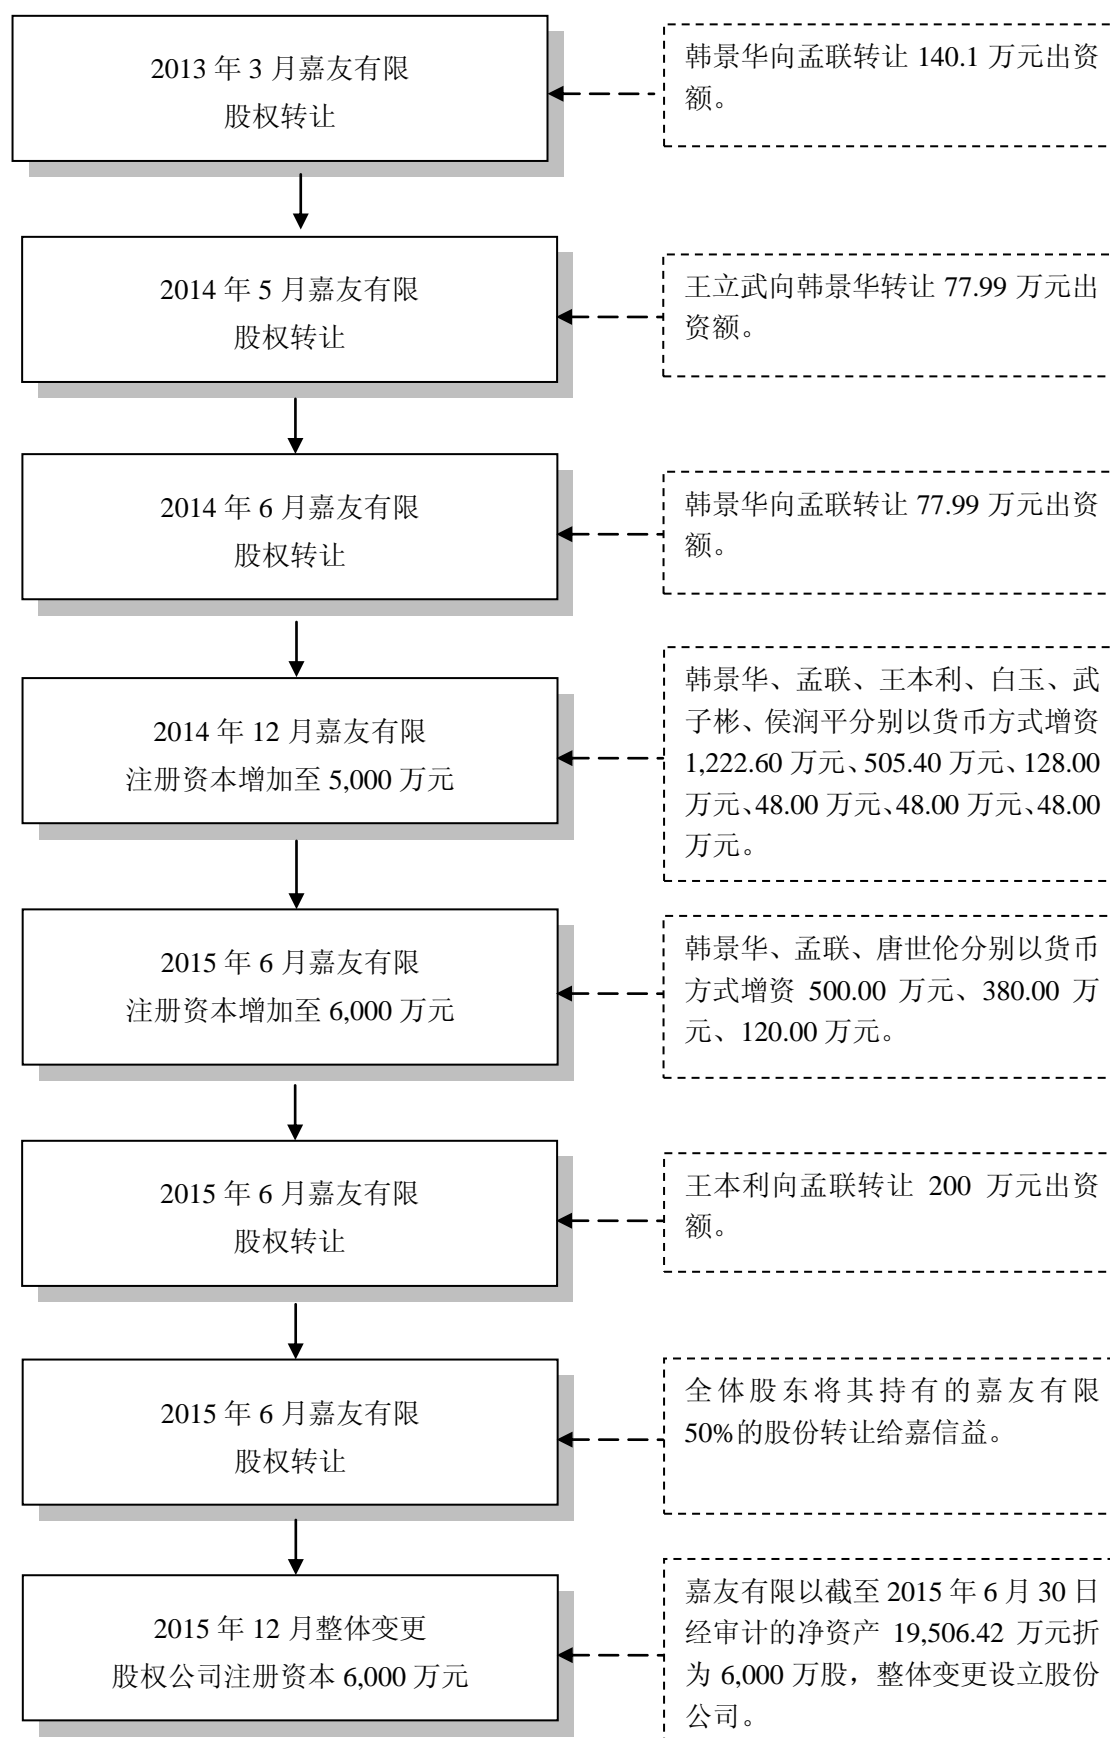 2013 年 3 月嘉友有限
股权转让
韩景华向孟联转让 140.1 万元出资
额。
2014 年 5 月嘉友有限
股权转让
王立武向韩景华转让 77.99 万元出
资额。
2014 年 6 月嘉友有限
股权转让
韩景华向孟联转让 77.99 万元出资
额。
2014 年 12 月嘉友有限
注册资本增加至 5,000 万元
韩景华、孟联、王本利、白玉、武
子彬、侯润平分别以货币方式增资
1,222.60 万元、505.40 万元、128.00
万元、48.00 万元、48.00 万元、48.00
万元。
2015 年 6 月嘉友有限
注册资本增加至 6,000 万元
韩景华、孟联、唐世伦分别以货币
方式增资 500.00 万元、380.00 万
元、120.00 万元。
2015 年 6 月嘉友有限
股权转让
王本利向孟联转让 200 万元出资
额。
2015 年 6 月嘉友有限
股权转让
全体股东将其持有的嘉友有限
50%的股份转让给嘉信益。
2015 年 12 月整体变更
股权公司注册资本 6,000 万元
嘉友有限以截至 2015 年 6 月 30 日
经审计的净资产 19,506.42 万元折
为 6,000 万股，整体变更设立股份
公司。